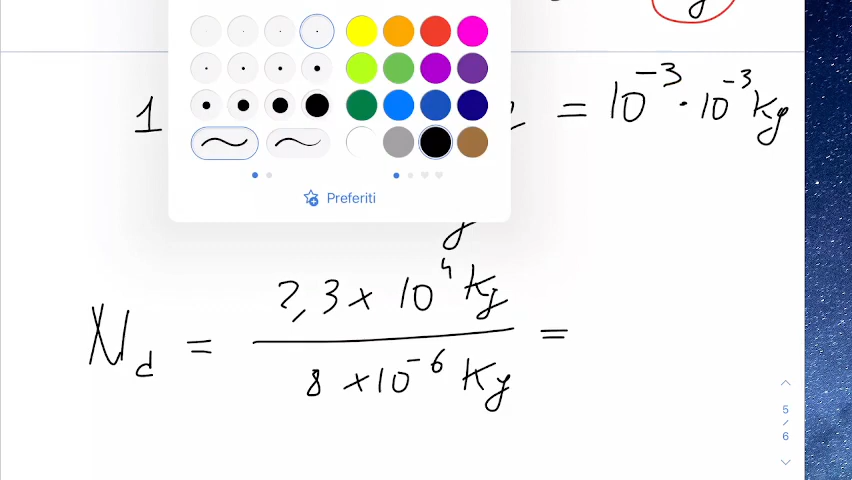 1 = 10⁻³ · 10⁻³ Kg
Preferiti
2,3 × 10⁴ Kg
N_d = =
8 × 10⁻⁶ Kg
5
/
6